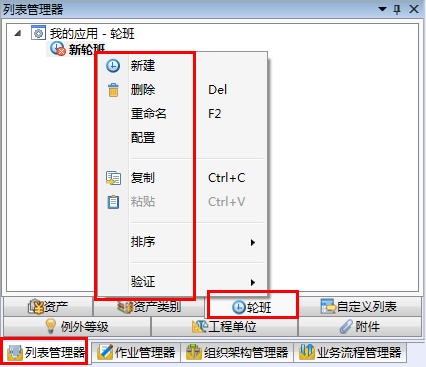 列表管理器
我的应用 - 轮班
新轮班
新建
删除 Del
重命名 F2
配置
复制 Ctrl+C
粘贴 Ctrl+V
排序
验证
资产 资产类别 轮班 自定义列表
例外等级 工程单位 附件
列表管理器 作业管理器 组织架构管理器 业务流程管理器